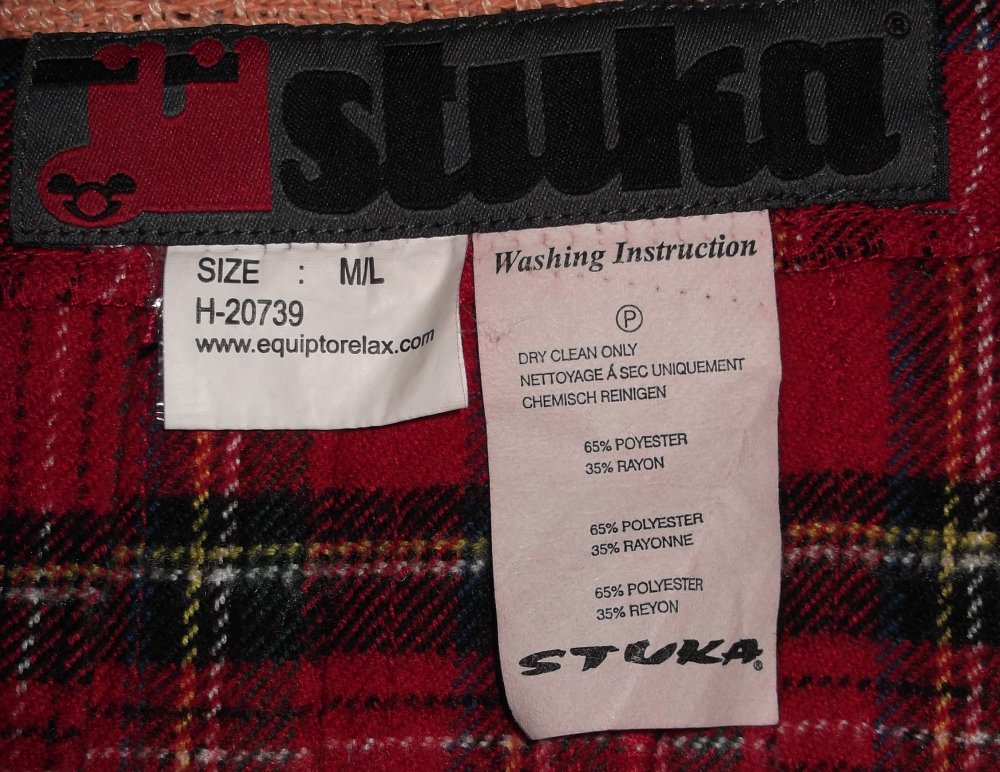 stuka®
SIZE : M/L
H-20739
www.equiptorelax.com
Washing Instruction
P
DRY CLEAN ONLY
NETTOYAGE Á SEC UNIQUEMENT
CHEMISCH REINIGEN
65% POYESTER
35% RAYON
65% POLYESTER
35% RAYONNE
65% POLYESTER
35% REYON
STUKA®